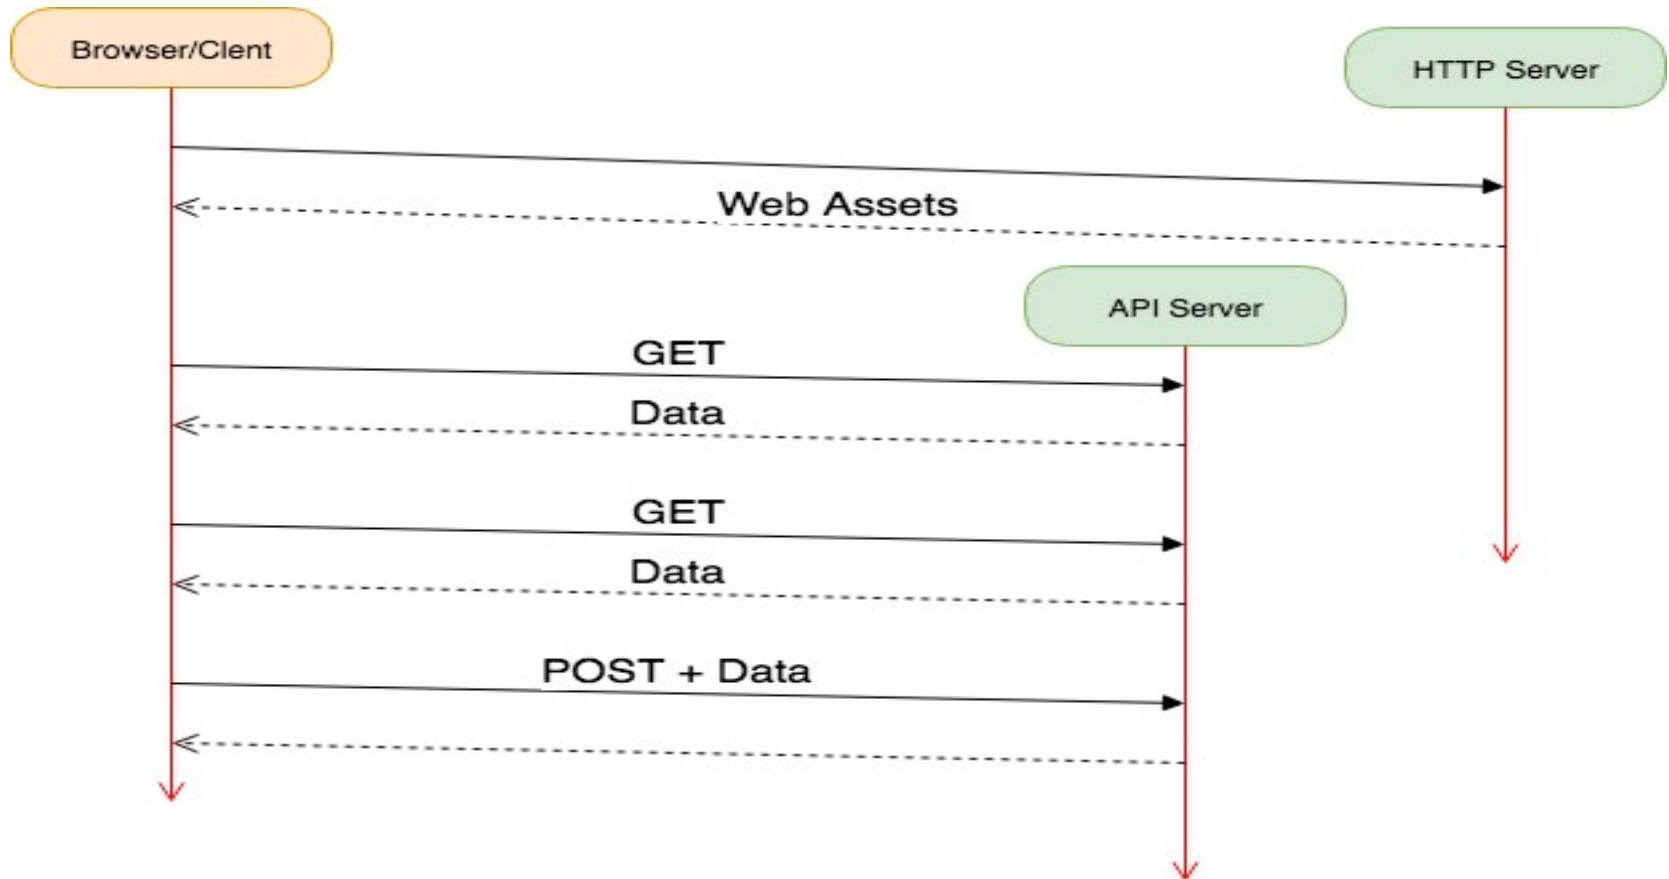 Browser/Clent
HTTP Server
Web Assets
API Server
GET
Data
GET
Data
POST + Data